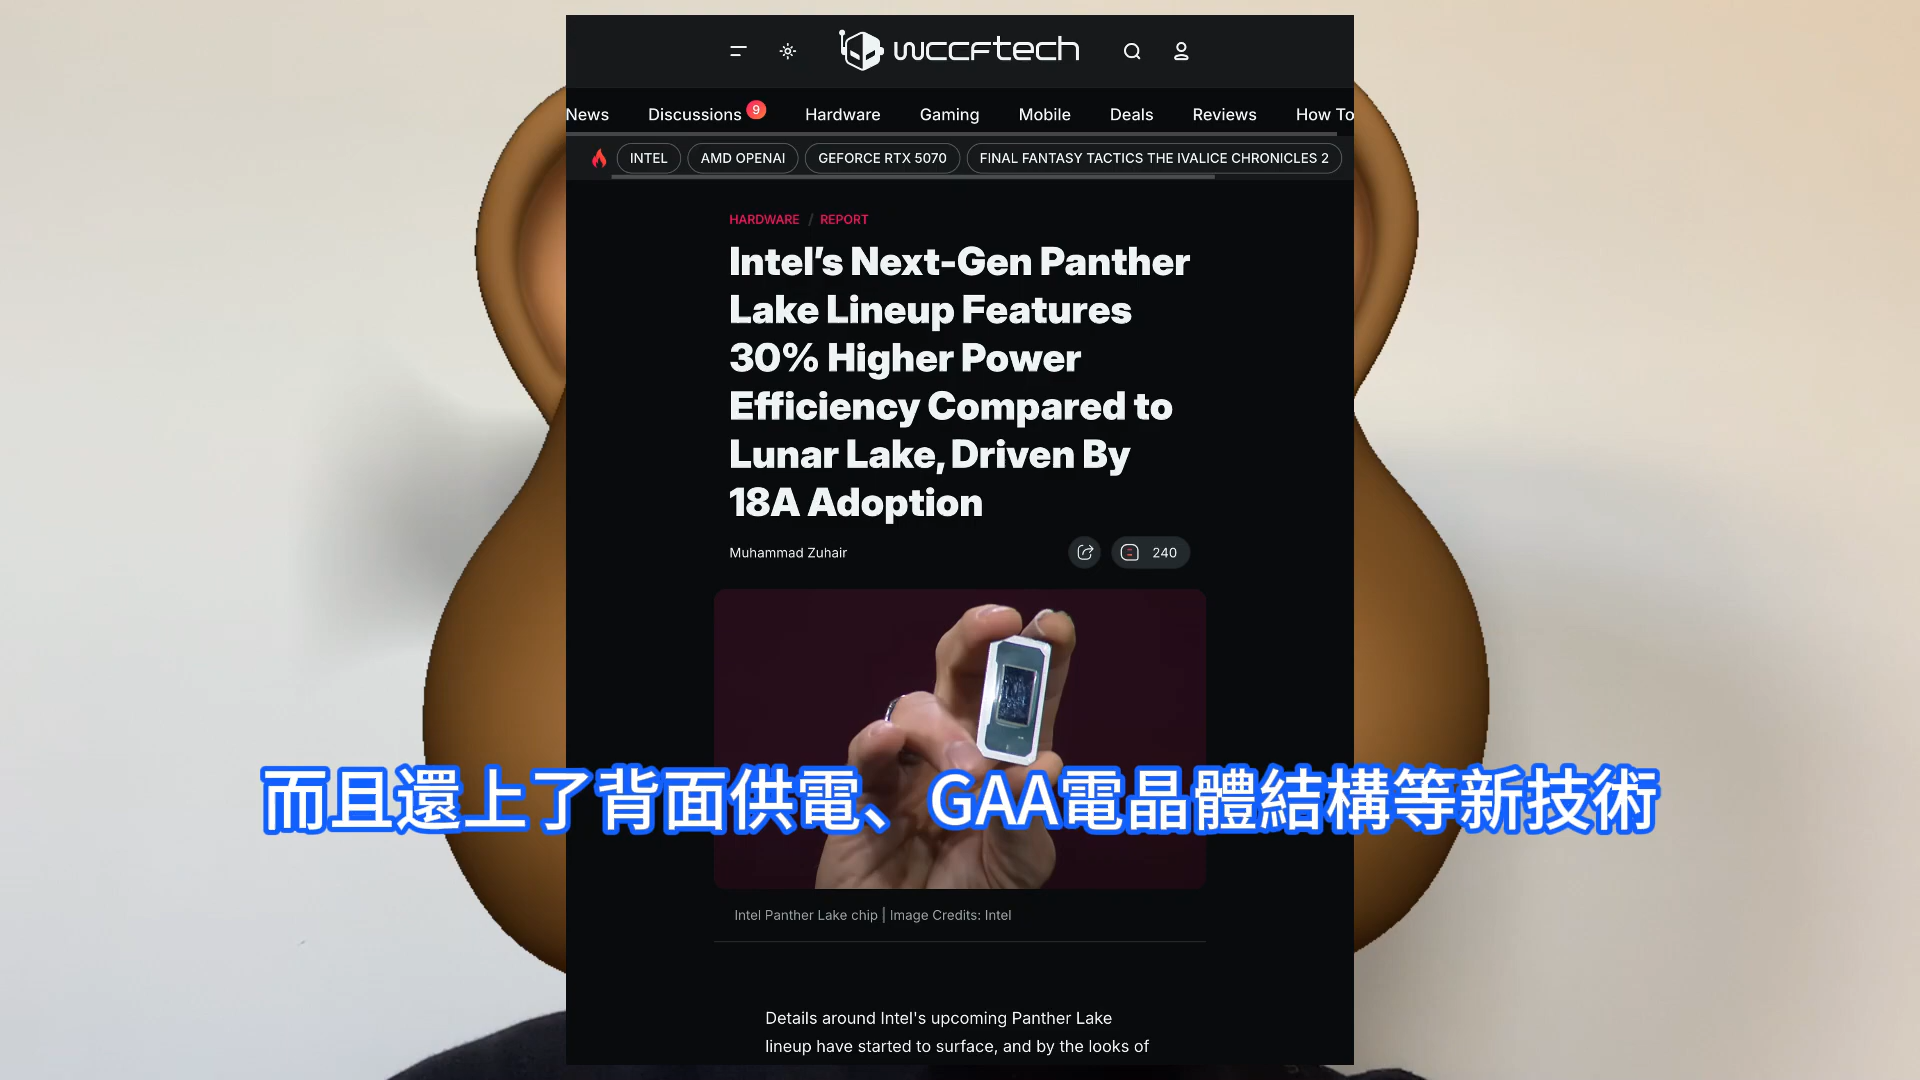 wccftech
News Discussions 9 Hardware Gaming Mobile Deals Reviews How To
INTEL AMD OPENAI GEFORCE RTX 5070 FINAL FANTASY TACTICS THE IVALICE CHRONICLES 2
HARDWARE / REPORT
Intel’s Next-Gen Panther
Lake Lineup Features
30% Higher Power
Efficiency Compared to
Lunar Lake, Driven By
18A Adoption
Muhammad Zuhair 240
而且還上了背面供電、GAA電晶體結構等新技術
Intel Panther Lake chip | Image Credits: Intel
Details around Intel's upcoming Panther Lake
lineup have started to surface, and by the looks of